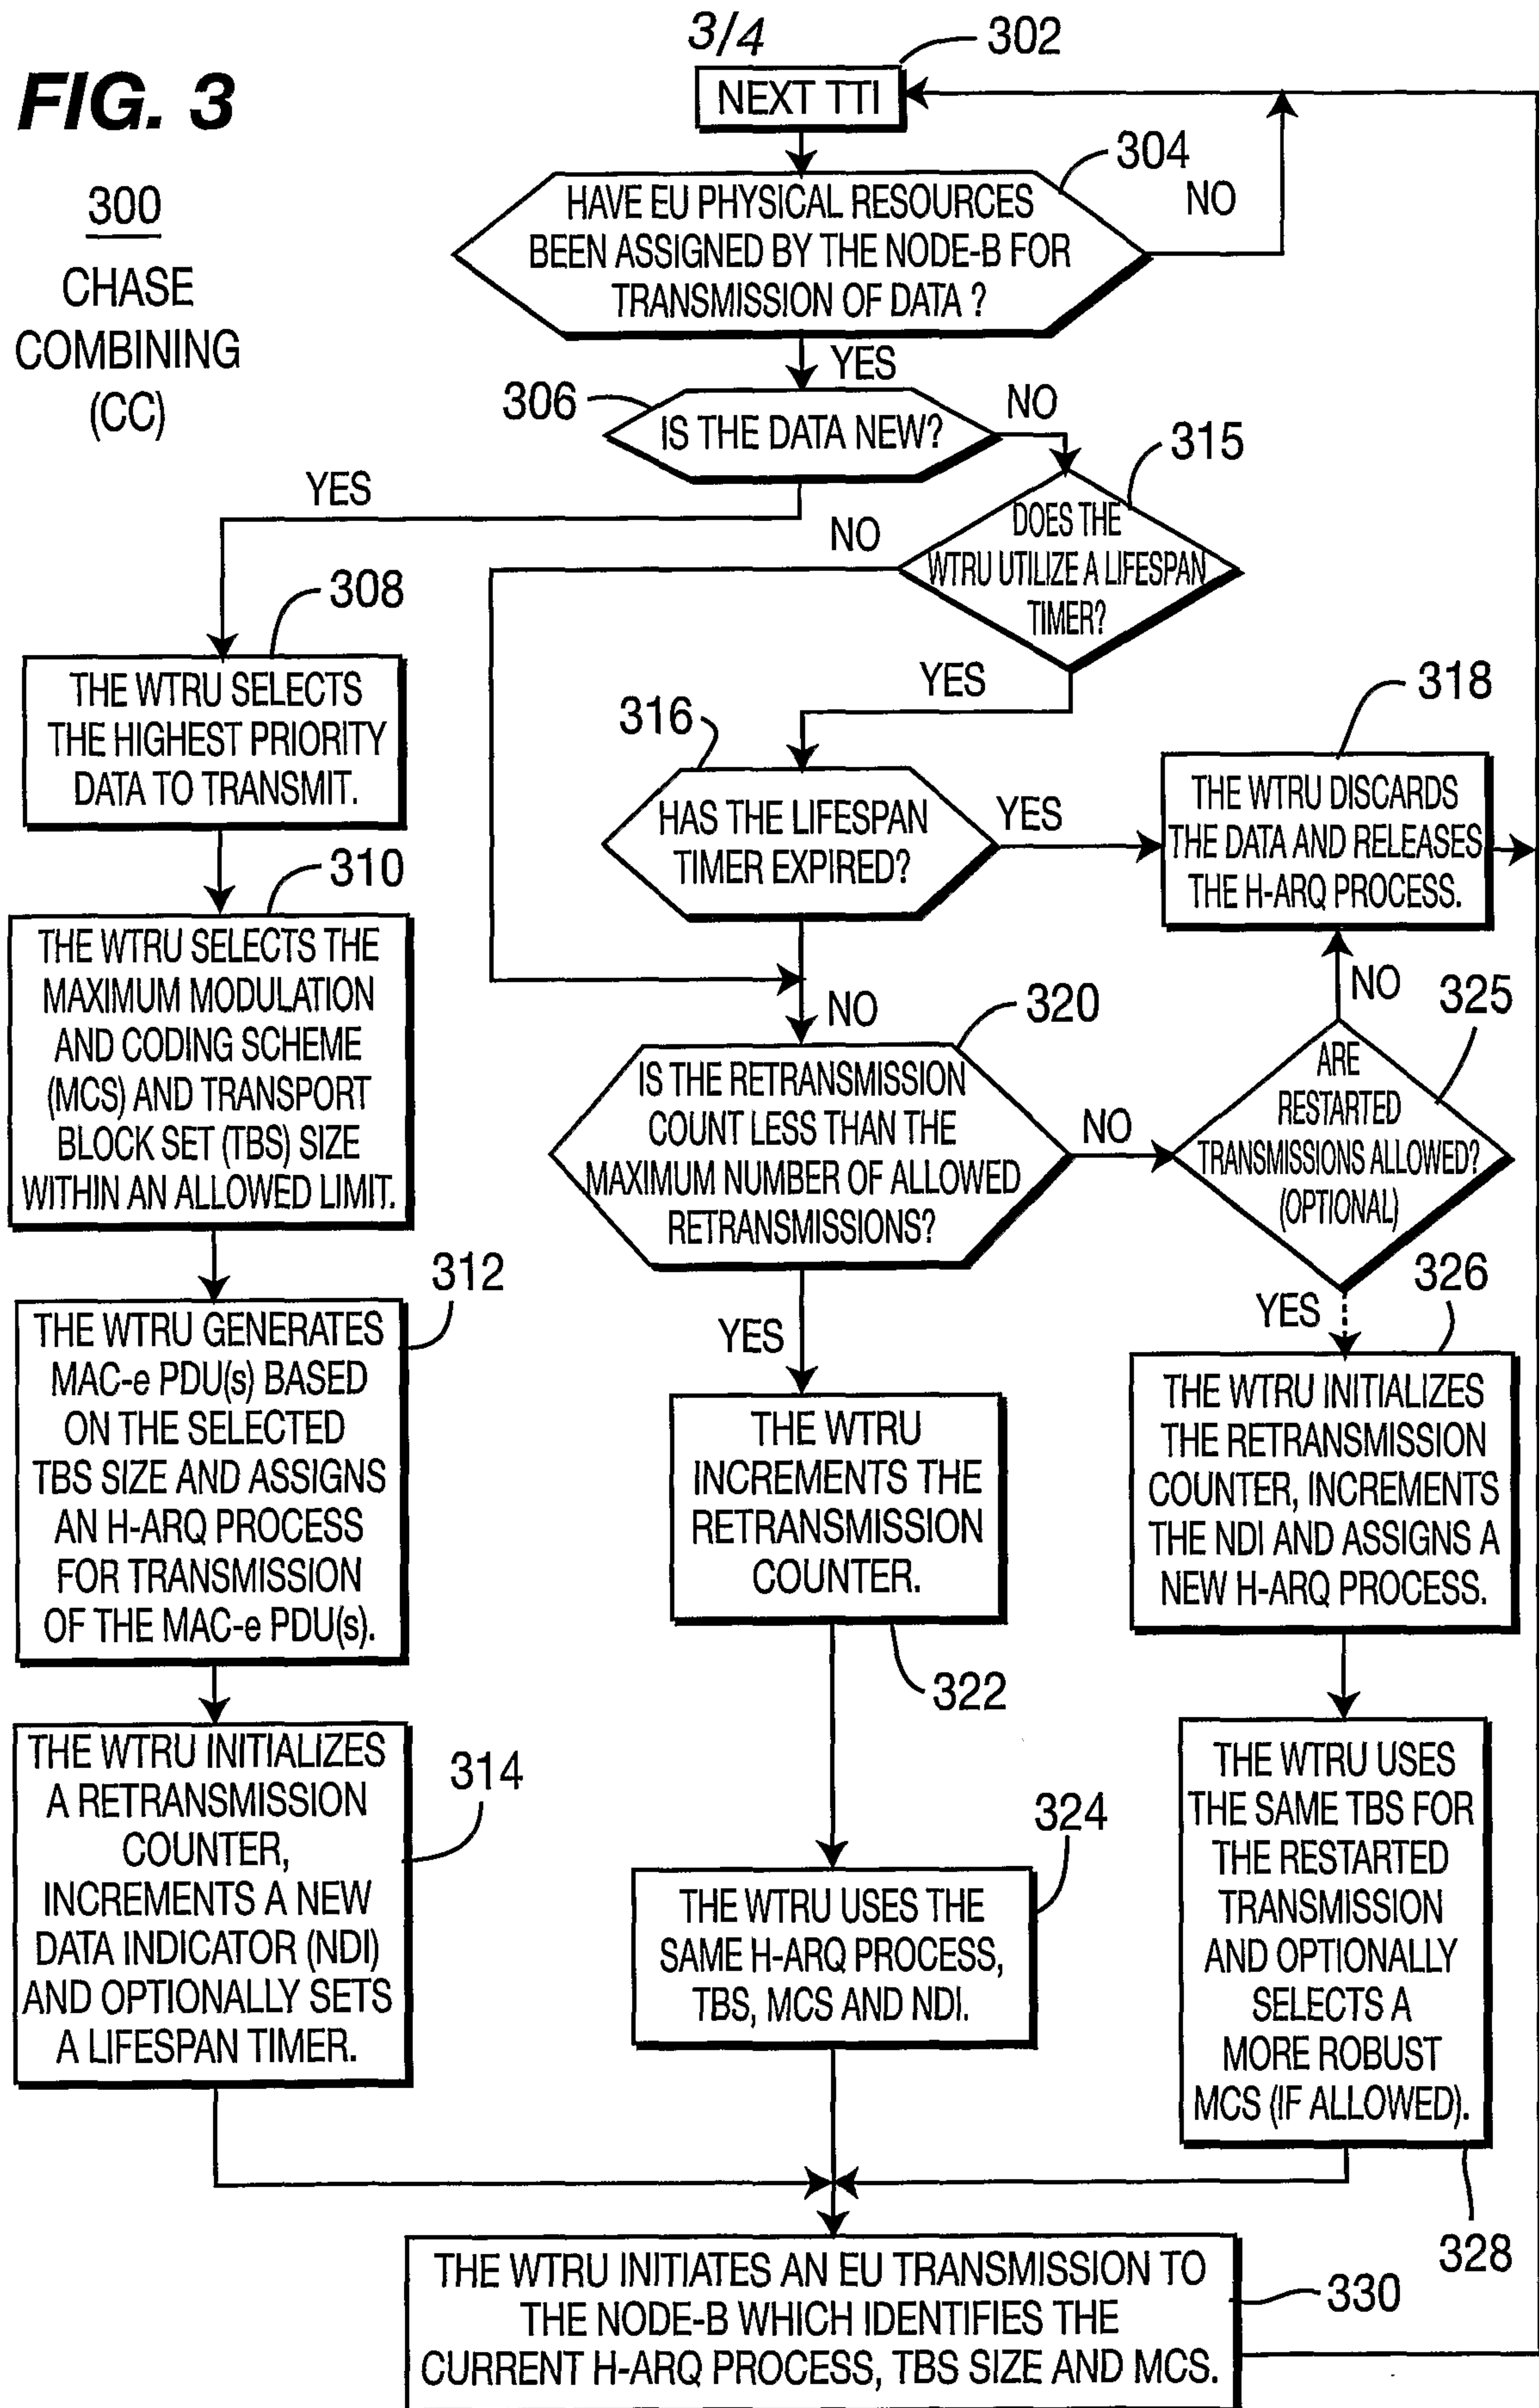 3/4
302
FIG. 3
NEXT TTI
300
CHASE
COMBINING
(CC)
304
HAVE EU PHYSICAL RESOURCES
BEEN ASSIGNED BY THE NODE-B FOR
TRANSMISSION OF DATA ?
NO
YES
306
IS THE DATA NEW?
NO
YES
315
DOES THE
WTRU UTILIZE A LIFESPAN
TIMER?
NO
YES
308
THE WTRU SELECTS
THE HIGHEST PRIORITY
DATA TO TRANSMIT.
316
HAS THE LIFESPAN
TIMER EXPIRED?
YES
NO
318
THE WTRU DISCARDS
THE DATA AND RELEASES
THE H-ARQ PROCESS.
310
THE WTRU SELECTS THE
MAXIMUM MODULATION
AND CODING SCHEME
(MCS) AND TRANSPORT
BLOCK SET (TBS) SIZE
WITHIN AN ALLOWED LIMIT.
320
IS THE RETRANSMISSION
COUNT LESS THAN THE
MAXIMUM NUMBER OF ALLOWED
RETRANSMISSIONS?
NO
YES
NO
325
ARE
RESTARTED
TRANSMISSIONS ALLOWED?
(OPTIONAL)
YES
312
THE WTRU GENERATES
MAC-e PDU(s) BASED
ON THE SELECTED
TBS SIZE AND ASSIGNS
AN H-ARQ PROCESS
FOR TRANSMISSION
OF THE MAC-e PDU(s).
THE WTRU
INCREMENTS THE
RETRANSMISSION
COUNTER.
322
326
THE WTRU INITIALIZES
THE RETRANSMISSION
COUNTER, INCREMENTS
THE NDI AND ASSIGNS A
NEW H-ARQ PROCESS.
314
THE WTRU INITIALIZES
A RETRANSMISSION
COUNTER,
INCREMENTS A NEW
DATA INDICATOR (NDI)
AND OPTIONALLY SETS
A LIFESPAN TIMER.
324
THE WTRU USES THE
SAME H-ARQ PROCESS,
TBS, MCS AND NDI.
THE WTRU USES
THE SAME TBS FOR
THE RESTARTED
TRANSMISSION
AND OPTIONALLY
SELECTS A
MORE ROBUST
MCS (IF ALLOWED).
328
THE WTRU INITIATES AN EU TRANSMISSION TO
THE NODE-B WHICH IDENTIFIES THE
CURRENT H-ARQ PROCESS, TBS SIZE AND MCS.
330